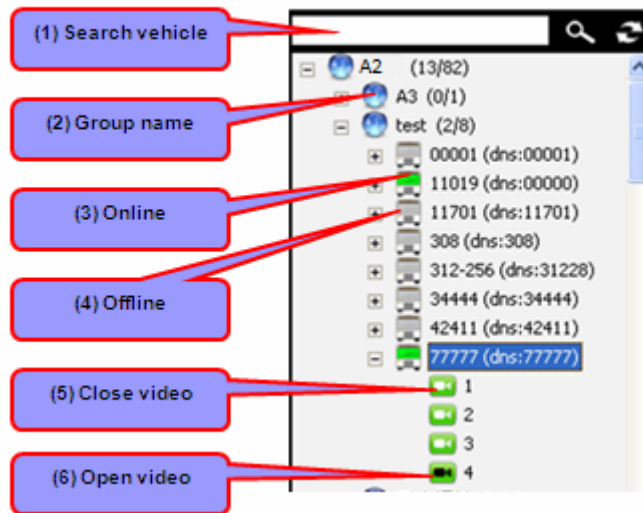 (1) Search vehicle
A2 (13/82)
A3 (0/1)
(2) Group name
test (2/8)
00001 (dns:00001)
11019 (dns:00000)
(3) Online
11701 (dns:11701)
308 (dns:308)
312-256 (dns:31228)
(4) Offline
34444 (dns:34444)
42411 (dns:42411)
77777 (dns:77777)
(5) Close video
1
2
3
(6) Open video
4